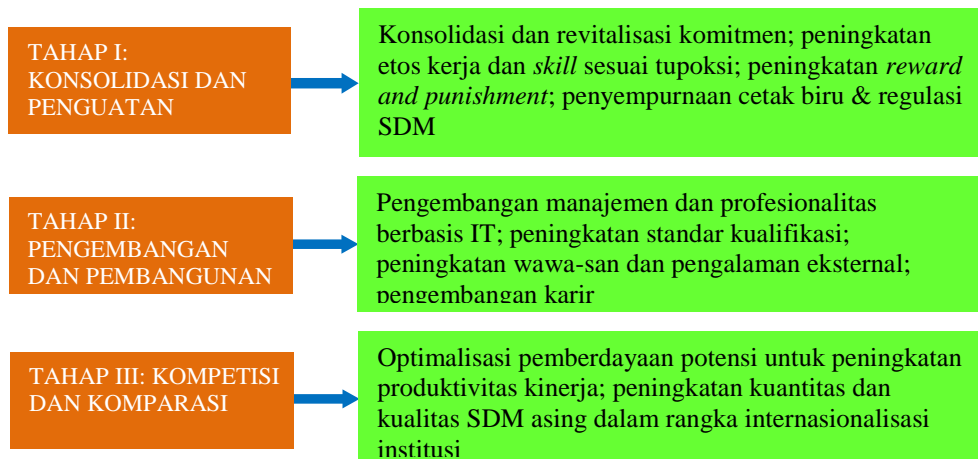 TAHAP I:
KONSOLIDASI DAN
PENGUATAN
Konsolidasi dan revitalisasi komitmen; peningkatan
etos kerja dan skill sesuai tupoksi; peningkatan reward
and punishment; penyempurnaan cetak biru & regulasi
SDM
TAHAP II:
PENGEMBANGAN
DAN PEMBANGUNAN
Pengembangan manajemen dan profesionalitas
berbasis IT; peningkatan standar kualifikasi;
peningkatan wawa-san dan pengalaman eksternal;
pengembangan karir
TAHAP III: KOMPETISI
DAN KOMPARASI
Optimalisasi pemberdayaan potensi untuk peningkatan
produktivitas kinerja; peningkatan kuantitas dan
kualitas SDM asing dalam rangka internasionalisasi
institusi